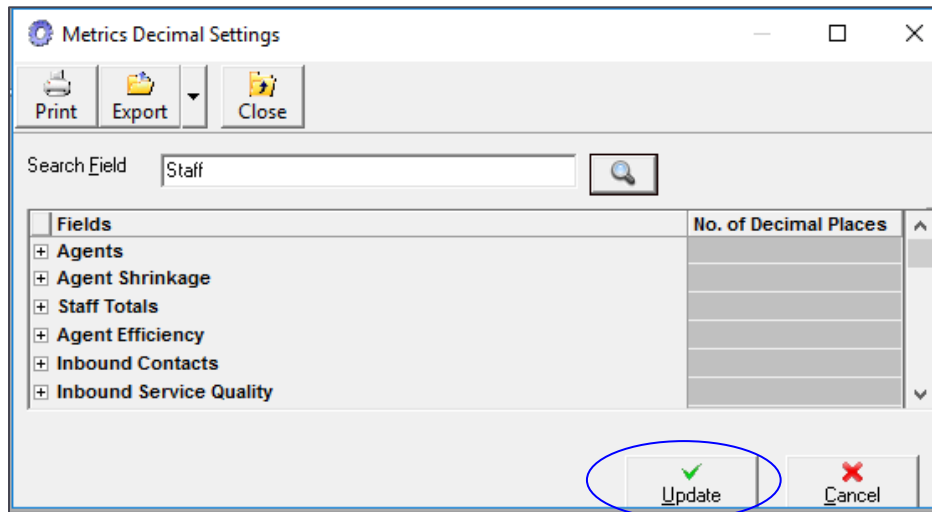 Metrics Decimal Settings
Print Export Close
Search Field Staff
Fields No. of Decimal Places
Agents
Agent Shrinkage
Staff Totals
Agent Efficiency
Inbound Contacts
Inbound Service Quality
Update Cancel